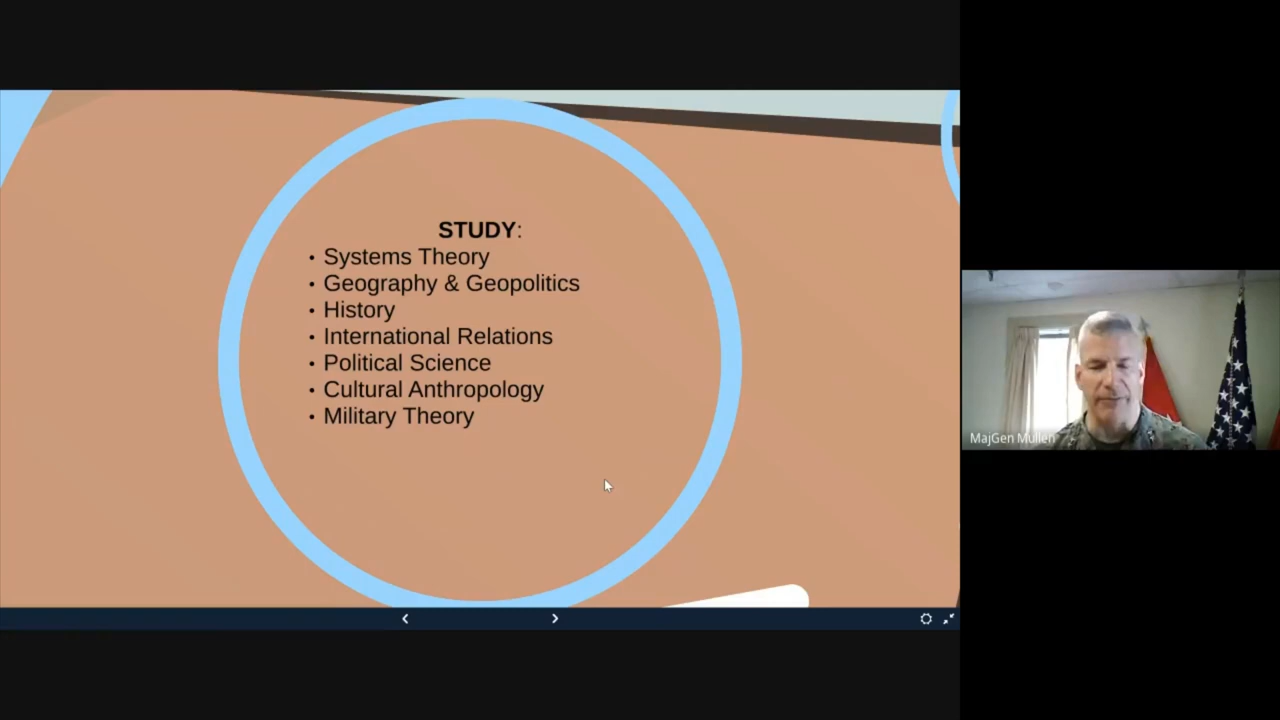 STUDY:
• Systems Theory
• Geography & Geopolitics
• History
• International Relations
• Political Science
• Cultural Anthropology
• Military Theory
MajGen Mullen